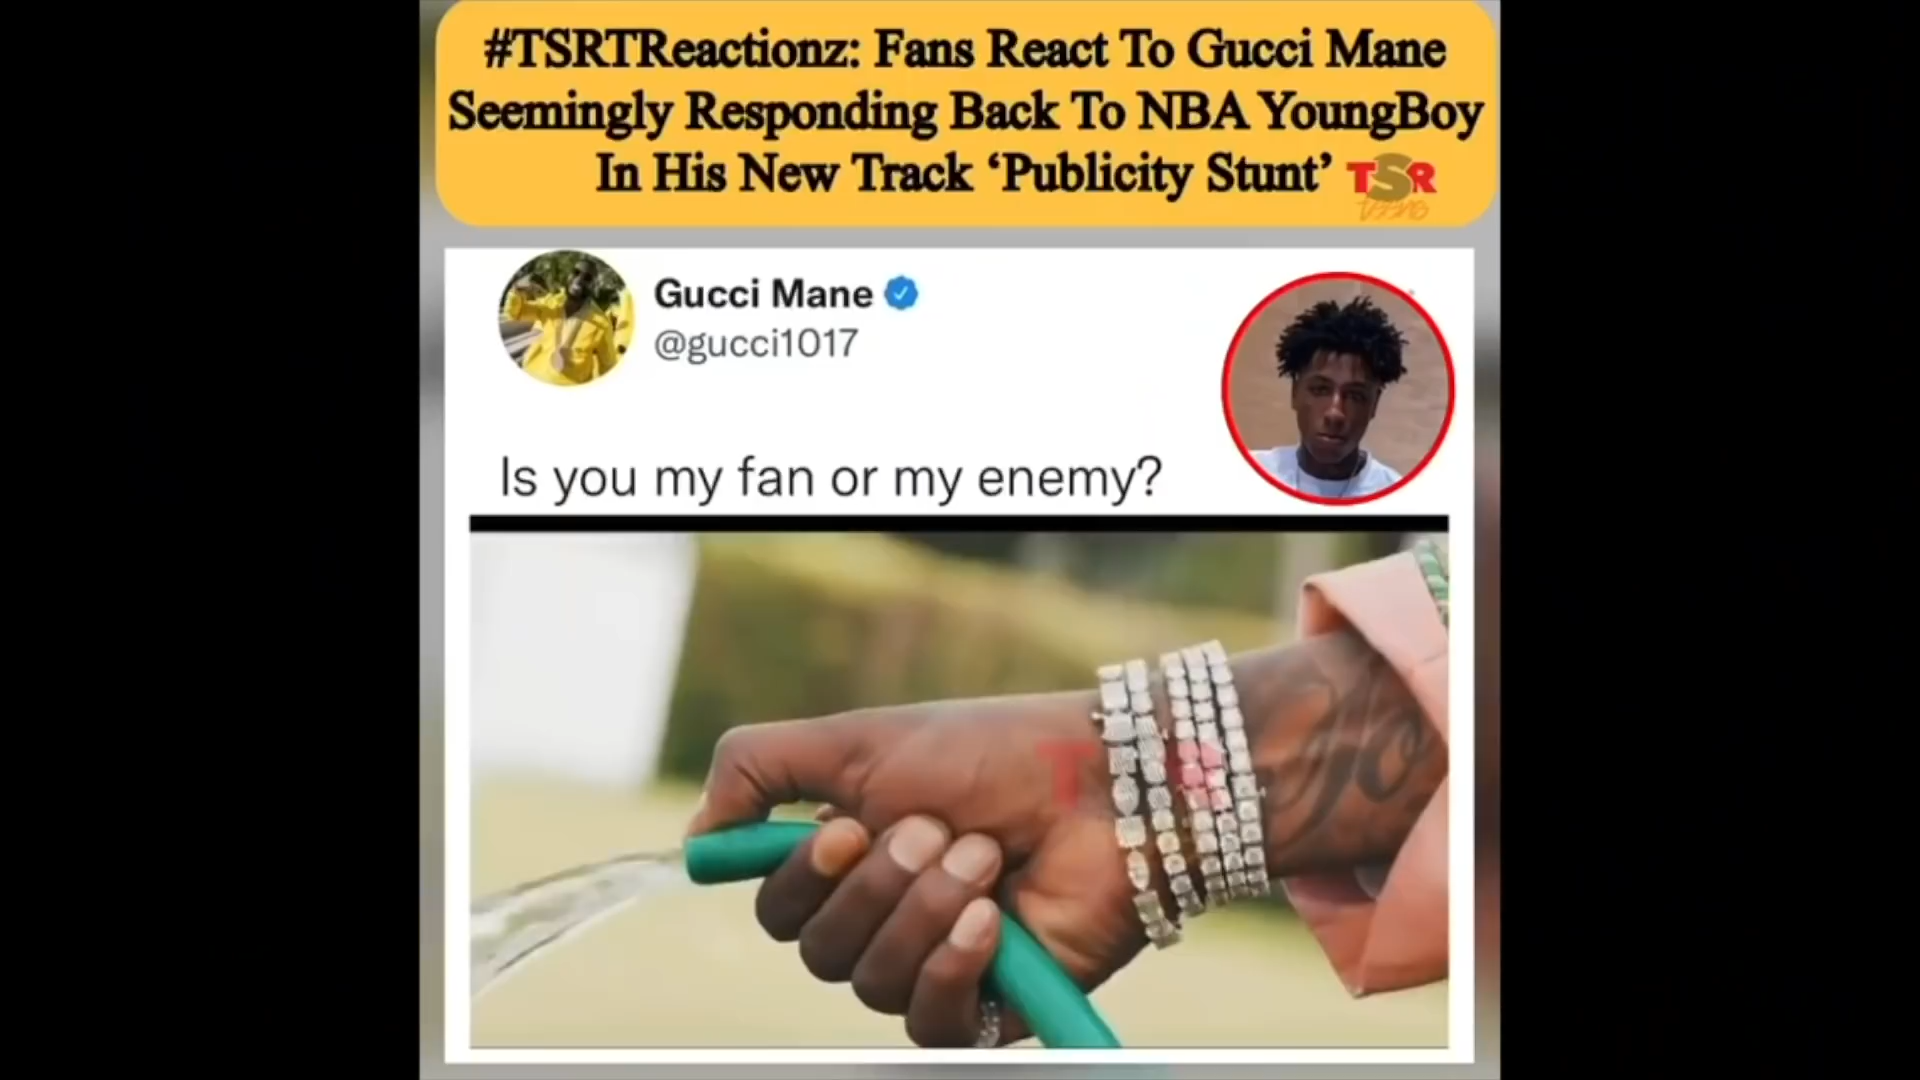 #TSRTReactionz: Fans React To Gucci Mane
Seemingly Responding Back To NBA YoungBoy
In His New Track ‘Publicity Stunt’ TSR
teens
Gucci Mane
@gucci1017
Is you my fan or my enemy?